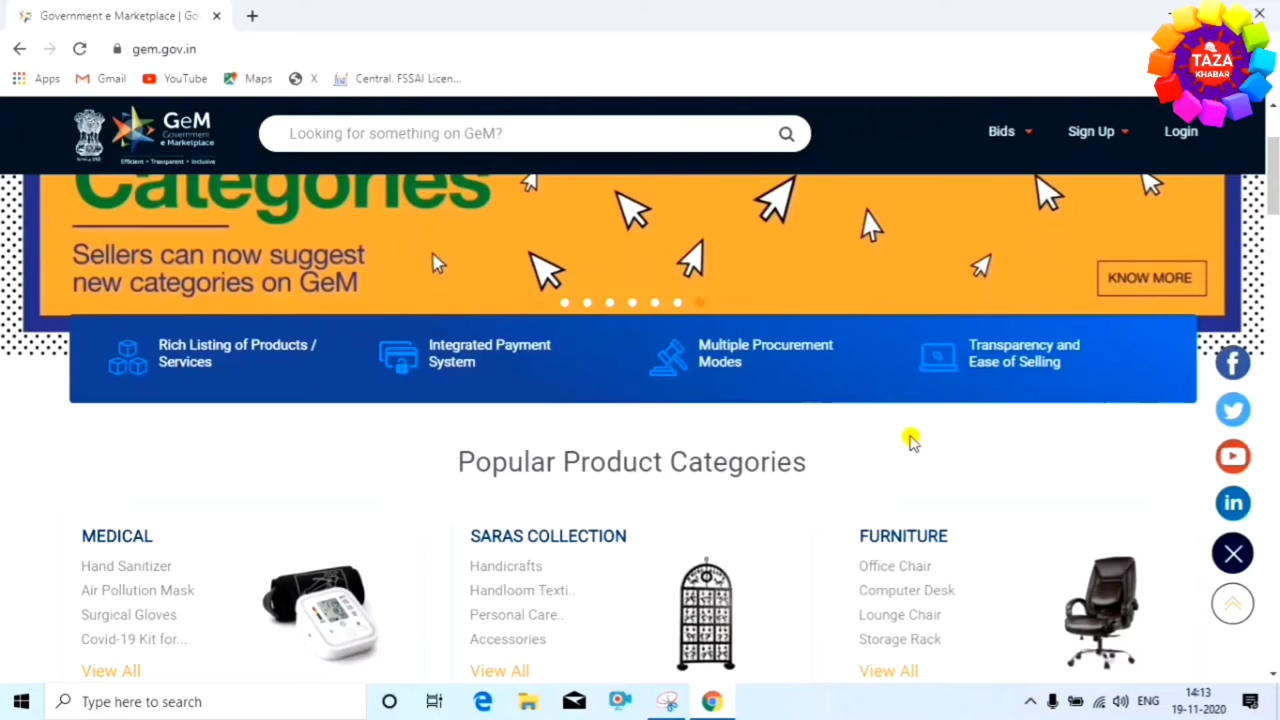 Government e Marketplace | Go
gem.gov.in
Apps
Gmail
YouTube
Maps
X
Central. FSSAI Licen...
TAZA
KHABAR
GeM
Government
e Marketplace
Efficient • Transparent • Inclusive
Looking for something on GeM?
Bids
Sign Up
Login
Categories
Sellers can now suggest
new categories on GeM
KNOW MORE
Rich Listing of Products /
Services
Integrated Payment
System
Multiple Procurement
Modes
Transparency and
Ease of Selling
Popular Product Categories
MEDICAL
Hand Sanitizer
Air Pollution Mask
Surgical Gloves
Covid-19 Kit for...
View All
SARAS COLLECTION
Handicrafts
Handloom Texti..
Personal Care..
Accessories
View All
FURNITURE
Office Chair
Computer Desk
Lounge Chair
Storage Rack
View All
Type here to search
ENG
14:13
19-11-2020